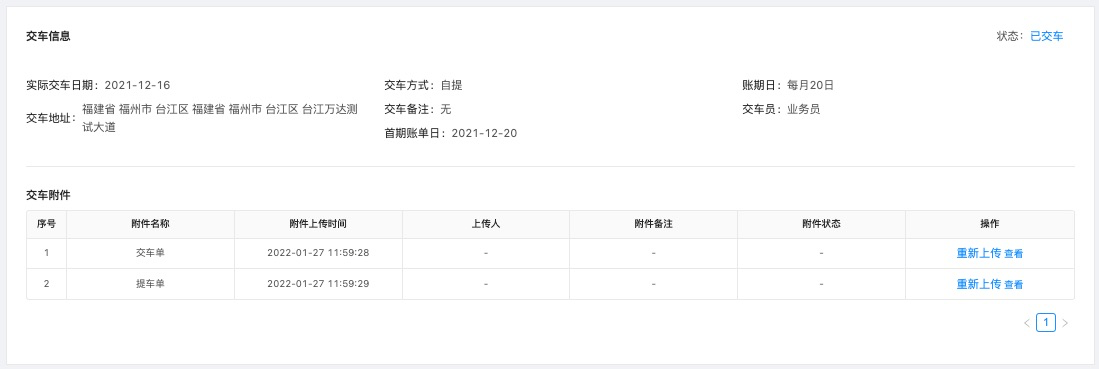 交车信息 状态：已交车
实际交车日期：2021-12-16 交车方式：自提 账期日：每月20日
交车地址：福建省 福州市 台江区 福建省 福州市 台江区 台江万达测试大道 交车备注：无 交车员：业务员
首期账单日：2021-12-20
交车附件
序号 附件名称 附件上传时间 上传人 附件备注 附件状态 操作
1 交车单 2022-01-27 11:59:28 - - - 重新上传 查看
2 提车单 2022-01-27 11:59:29 - - - 重新上传 查看
< 1 >